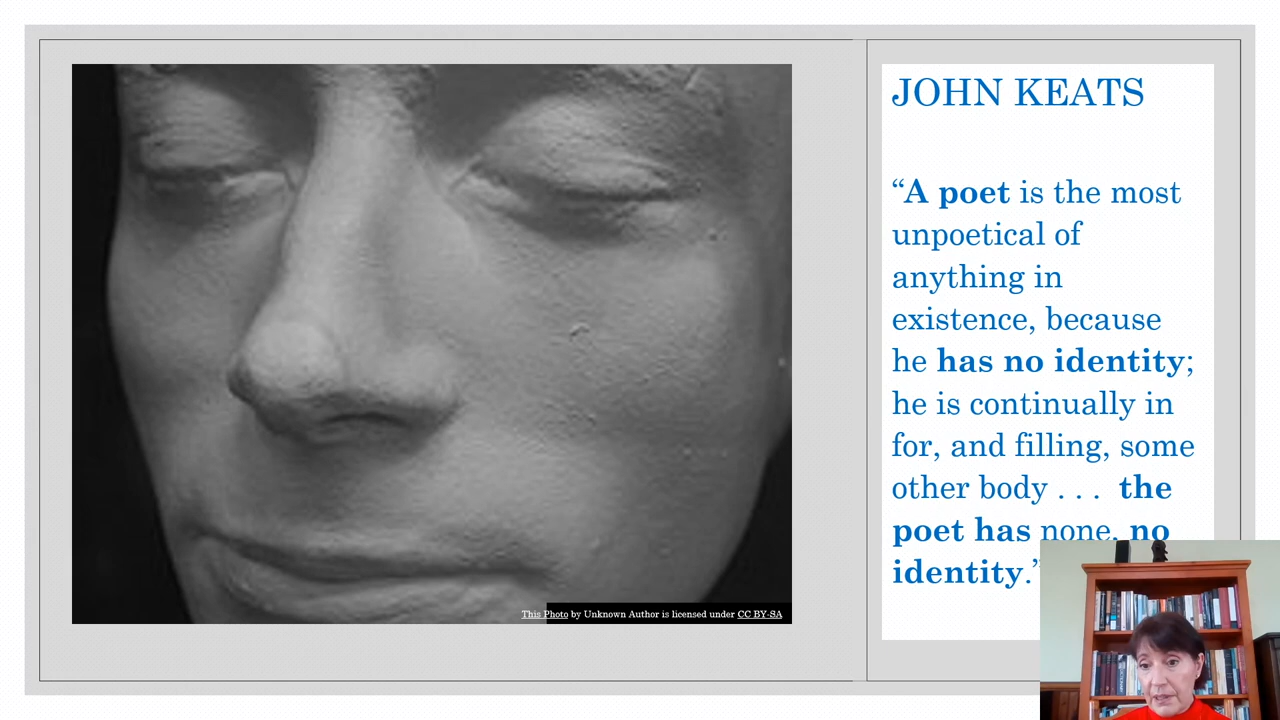 JOHN KEATS
“A poet is the most
unpoetical of
anything in
existence, because
he has no identity;
he is continually in
for, and filling, some
other body . . . the
poet has none, no
identity.”
This Photo by Unknown Author is licensed under CC BY-SA